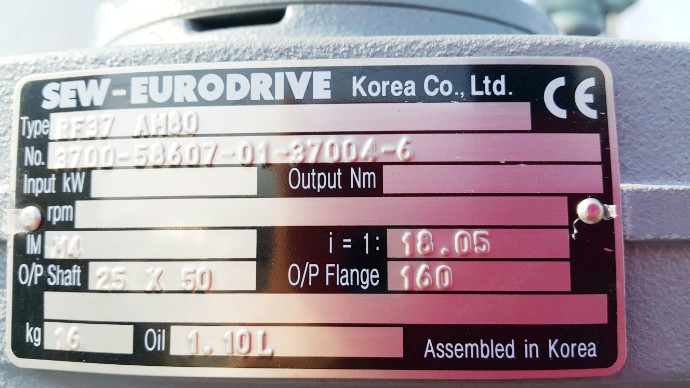 SEW-EURODRIVE Korea Co., Ltd. CE
Type RF37 AM80
No. 3700-58607-01-37004-6
Input kW Output Nm
rpm
IM M4 i = 1: 18.05
O/P Shaft 25 X 50 O/P Flange 160
kg 16 Oil 1.10L Assembled in Korea